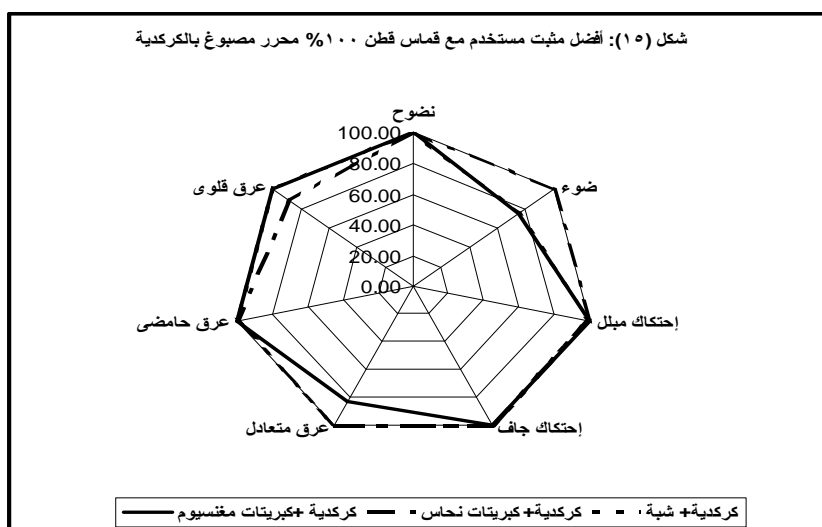 شكل (١٥): أفضل مثبت مستخدم مع قماس قطن ١٠٠% محرر مصبوغ بالكركدية
نضوح
100.00
80.00
60.00
40.00
20.00
0.00
ضوء
إحتكاك مبلل
إحتكاك جاف
عرق متعادل
عرق حامضى
عرق قلوى
كركدية +كبريتات مغنسيوم
كركدية+ كبريتات نحاس
كركدية+ شبة